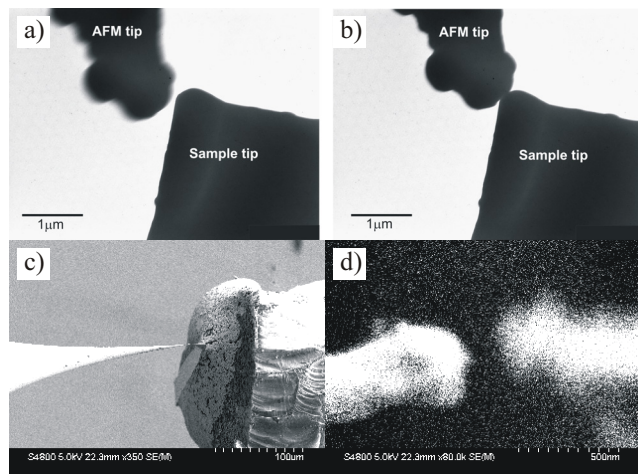 a)
AFM tip
Sample tip
1μm
b)
AFM tip
Sample tip
1μm
c)
S4800 5.0kV 22.3mm x350 SE(M)
100um
d)
S4800 5.0kV 22.3mm x80.0k SE(M)
500nm